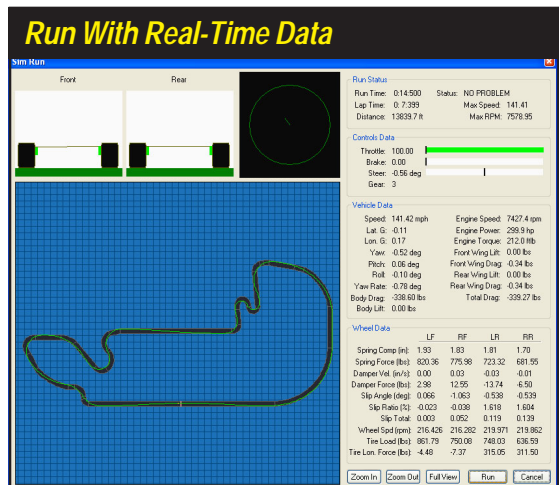 Run With Real-Time Data
Sim Run
Front Rear
Run Status
Run Time: 0:14:500 Status: NO PROBLEM
Lap Time: 0: 7:399 Max Speed: 141.41
Distance: 13839.7 ft Max RPM: 7578.95
Controls Data
Throttle: 100.00
Brake: 0.00
Steer: -0.56 deg
Gear: 3
Vehicle Data
Speed: 141.42 mph Engine Speed: 7427.4 rpm
Lat. G: -0.11 Engine Power: 299.9 hp
Lon. G: 0.17 Engine Torque: 212.0 ftlb
Yaw: -0.52 deg Front Wing Lift: 0.00 lbs
Pitch: 0.06 deg Front Wing Drag: -0.34 lbs
Roll: -0.10 deg Rear Wing Lift: 0.00 lbs
Yaw Rate: -0.78 deg Rear Wing Drag: -0.34 lbs
Body Drag: -338.60 lbs Total Drag: -339.27 lbs
Body Lift: 0.00 lbs
Wheel Data
LF RF LR RR
Spring Comp (in): 1.93 1.83 1.81 1.70
Spring Force (lbs): 820.36 775.98 723.32 681.55
Damper Vel. (in/s): 0.00 0.03 -0.03 -0.01
Damper Force (lbs): 2.98 12.55 -13.74 -6.50
Slip Angle (deg): 0.066 -1.063 -0.538 -0.539
Slip Ratio (%): -0.023 -0.038 1.618 1.604
Slip Total: 0.003 0.052 0.119 0.139
Wheel Spd (rpm): 216.426 216.282 219.971 219.862
Tire Load (lbs): 861.79 750.08 748.03 636.59
Tire Lon. Force (lbs): -4.48 -7.37 315.05 311.50
Zoom In Zoom Out Full View Run Cancel